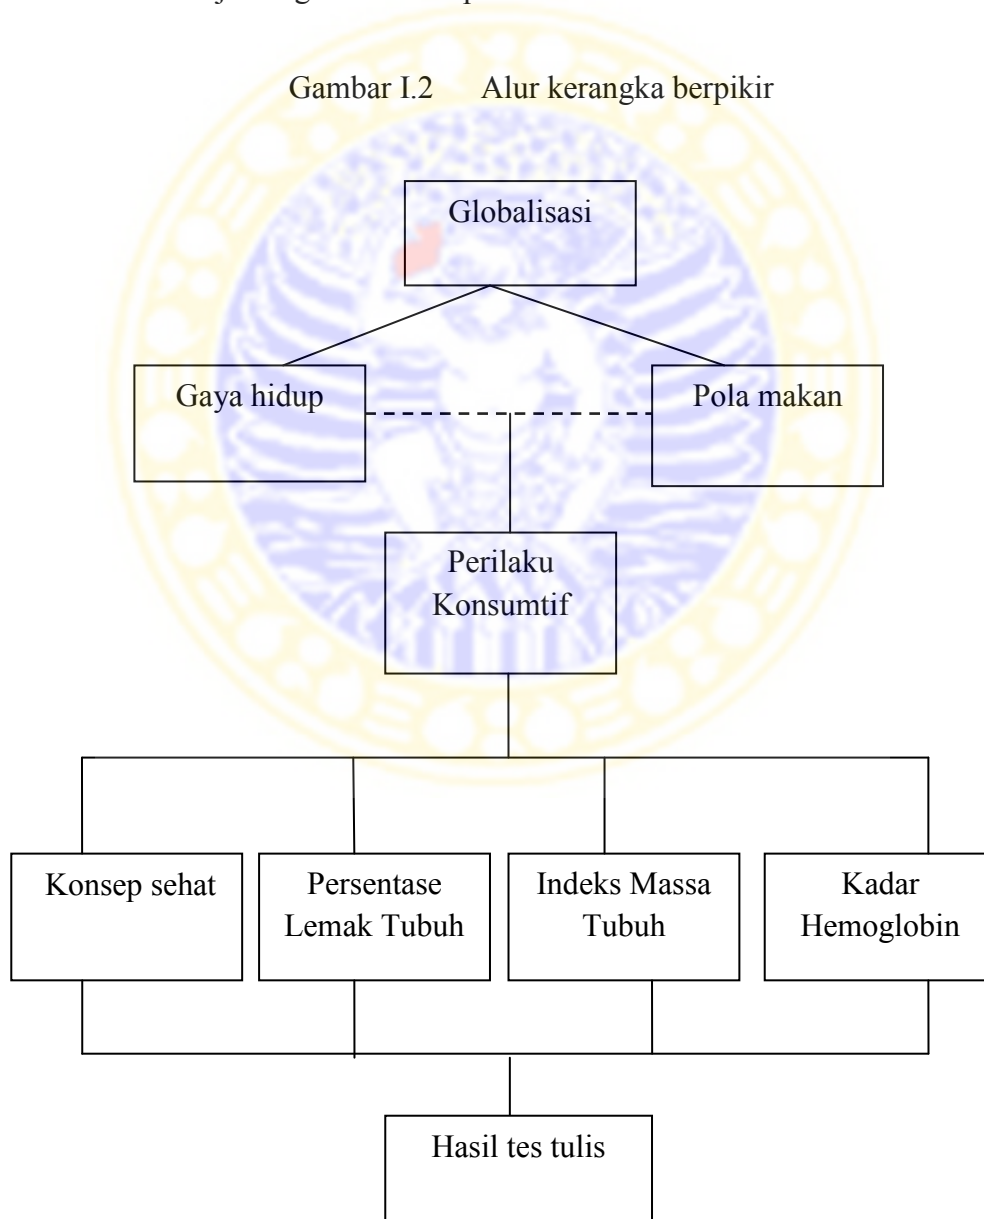 Gambar I.2 Alur kerangka berpikir
Globalisasi
Gaya hidup
Pola makan
Perilaku
Konsumtif
Konsep sehat
Persentase
Lemak Tubuh
Indeks Massa
Tubuh
Kadar
Hemoglobin
Hasil tes tulis